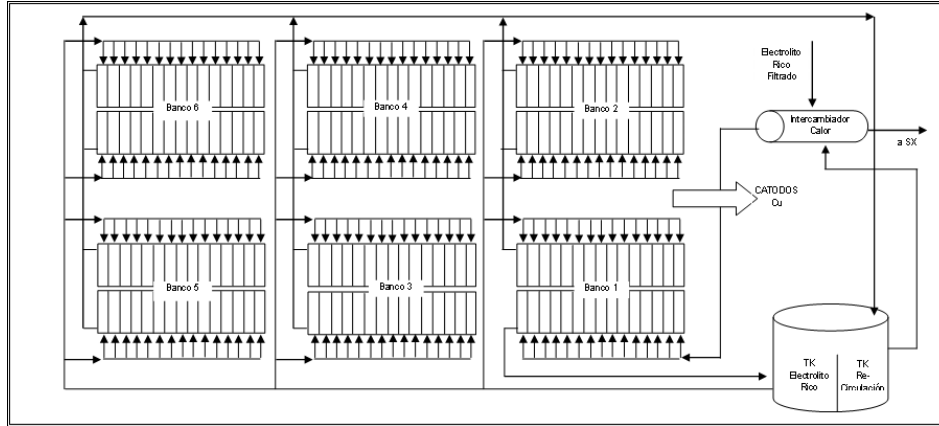 Banco 6
Banco 4
Banco 2
Electrolito
Rico
Filtrado
Intercambiador
Calor
a SX
CATODOS
Cu
Banco 5
Banco 3
Banco 1
TK
Electrolito
Rico
TK
Re-
Circulación